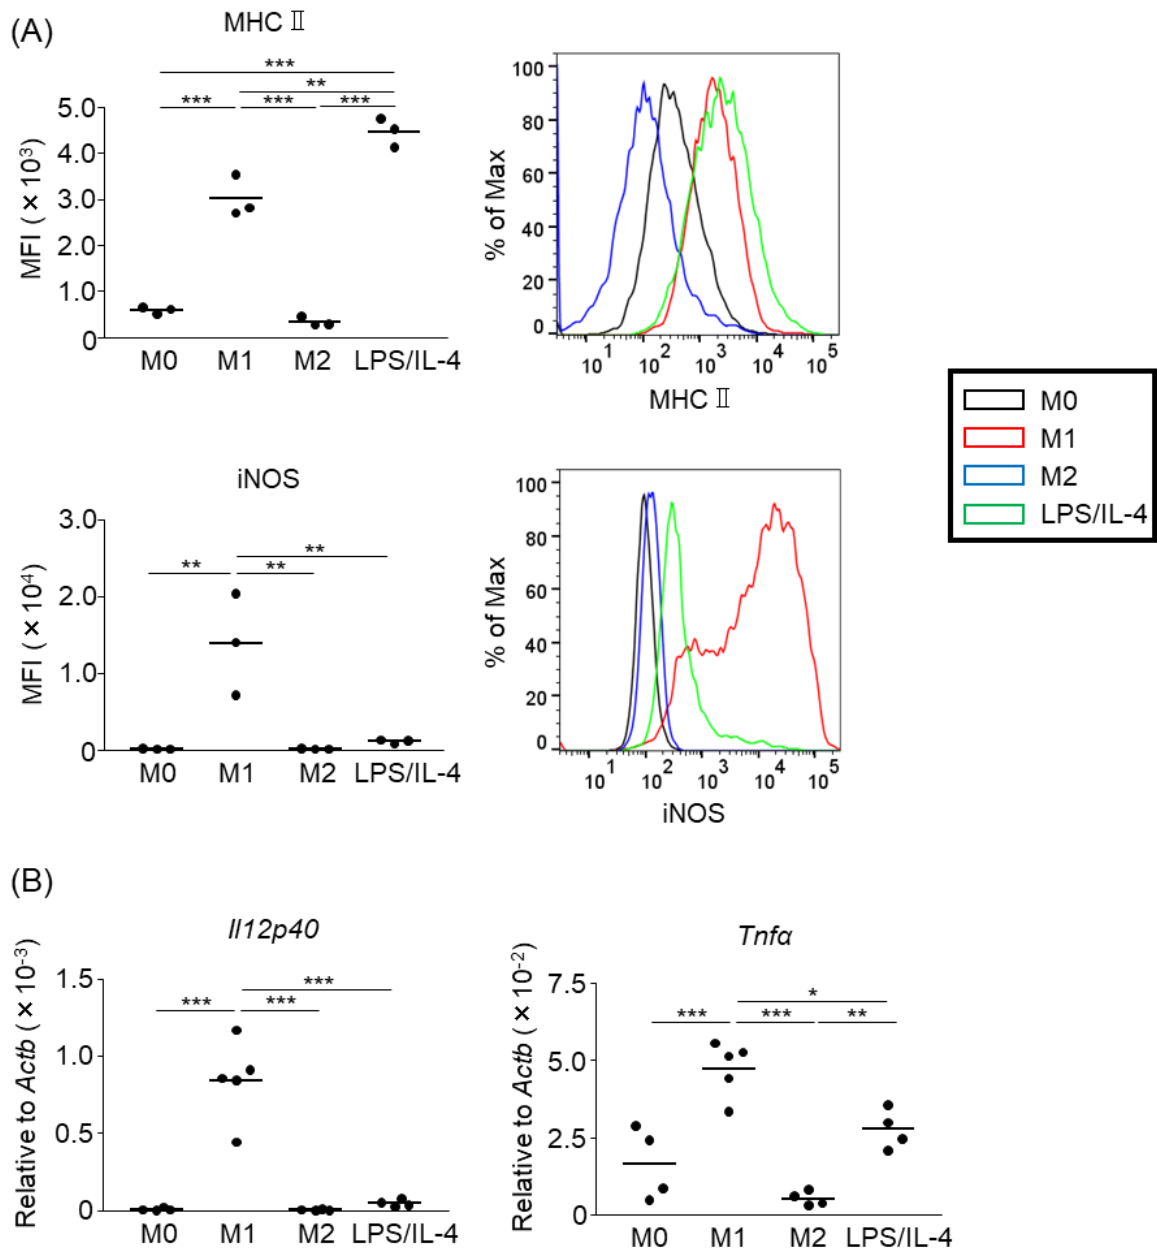 (A)
MHC Ⅱ
***
**
*** *** ***
MFI ( × 10³)
5.0
4.0
3.0
2.0
1.0
0
M0 M1 M2 LPS/IL-4
% of Max
100
80
60
40
20
0
10¹ 10² 10³ 10⁴ 10⁵
MHC Ⅱ
M0
M1
M2
LPS/IL-4
iNOS
**
** **
MFI ( × 10⁴)
3.0
2.0
1.0
0
M0 M1 M2 LPS/IL-4
% of Max
100
80
60
40
20
0
10¹ 10² 10³ 10⁴ 10⁵
iNOS
(B)
Il12p40
***
*** ***
Relative to Actb ( × 10⁻³)
1.5
1.0
0.5
0
M0 M1 M2 LPS/IL-4
Tnfα
*
*** *** **
Relative to Actb ( × 10⁻²)
7.5
5.0
2.5
0
M0 M1 M2 LPS/IL-4